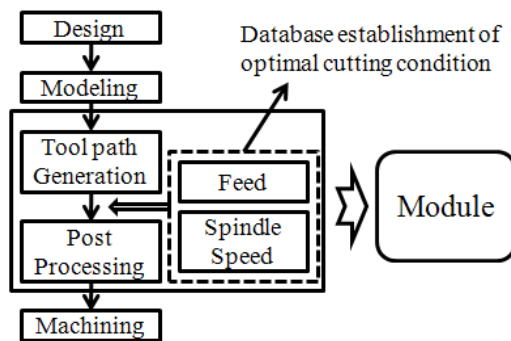 Design
Database establishment of
optimal cutting condition
Modeling
Tool path
Generation
Feed
Module
Spindle
Speed
Post
Processing
Machining